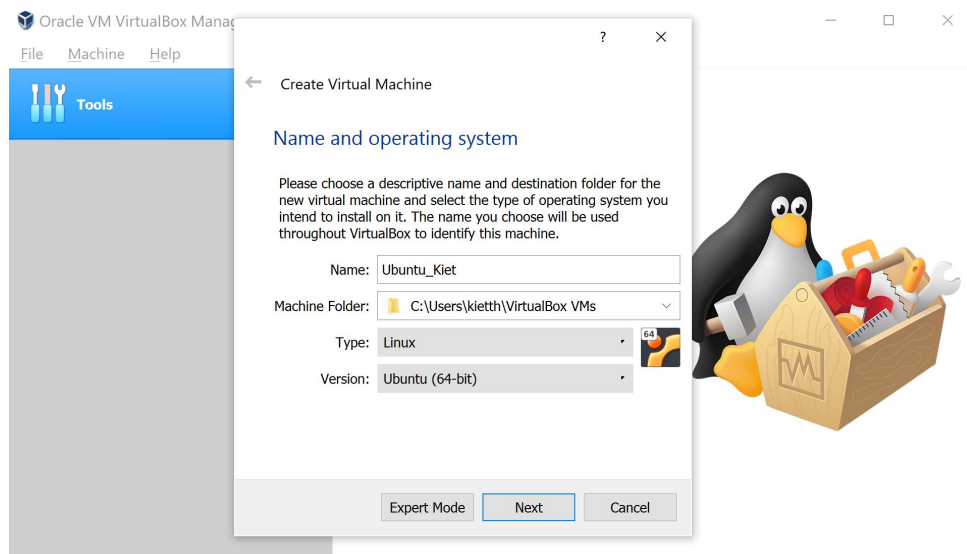 Oracle VM VirtualBox Manag
File Machine Help
Tools
?
Create Virtual Machine
Name and operating system
Please choose a descriptive name and destination folder for the
new virtual machine and select the type of operating system you
intend to install on it. The name you choose will be used
throughout VirtualBox to identify this machine.
Name: Ubuntu_Kiet
Machine Folder: C:\Users\kietth\VirtualBox VMs
Type: Linux
64
Version: Ubuntu (64-bit)
Expert Mode Next Cancel